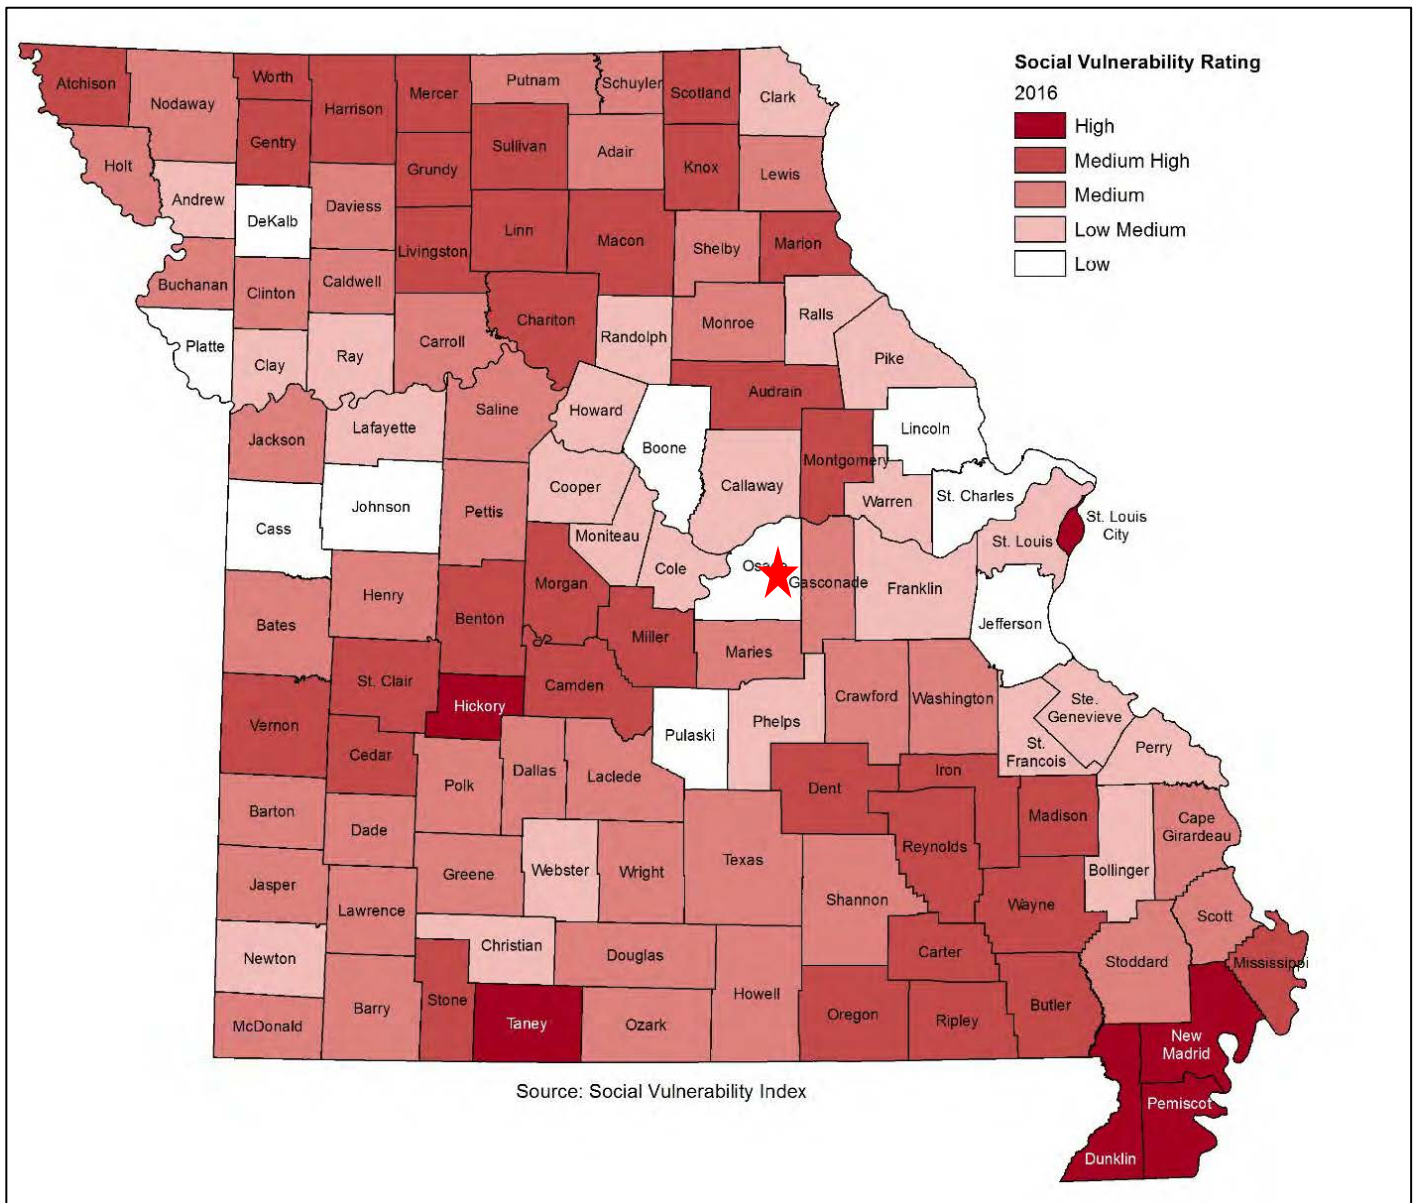 Social Vulnerability Rating
2016
High
Medium High
Medium
Low Medium
Low
Atchison
Nodaway
Worth
Harrison
Mercer
Putnam
Schuyler
Scotland
Clark
Holt
Gentry
Grundy
Sullivan
Adair
Knox
Lewis
Andrew
DeKalb
Daviess
Livingston
Linn
Macon
Shelby
Marion
Buchanan
Clinton
Caldwell
Carroll
Chariton
Randolph
Monroe
Ralls
Pike
Platte
Clay
Ray
Saline
Howard
Audrain
Lincoln
Jackson
Lafayette
Boone
Callaway
Montgomery
Warren
St. Charles
St. Louis
St. Louis
City
Cass
Johnson
Pettis
Cooper
Moniteau
Cole
Gasconade
Franklin
Jefferson
Bates
Henry
Benton
Morgan
Miller
Maries
St. Clair
Hickory
Camden
Pulaski
Phelps
Crawford
Washington
Ste.
Genevieve
St.
Francois
Perry
Vernon
Cedar
Polk
Dallas
Laclede
Dent
Iron
Madison
Cape
Girardeau
Barton
Dade
Greene
Webster
Wright
Texas
Shannon
Reynolds
Wayne
Bollinger
Scott
Jasper
Lawrence
Christian
Douglas
Howell
Carter
Butler
Stoddard
Mississippi
Newton
McDonald
Barry
Stone
Taney
Ozark
Oregon
Ripley
New
Madrid
Pemiscot
Dunklin
Source: Social Vulnerability Index